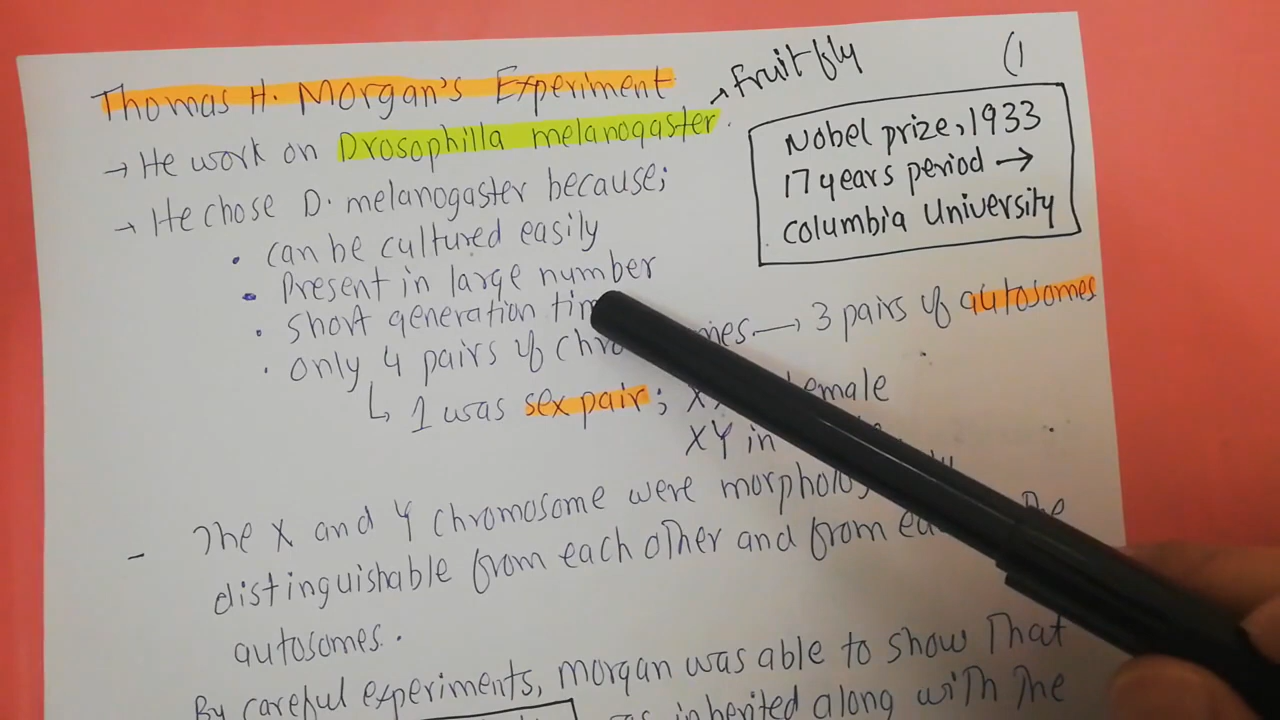 Thomas H. Morgan's Experiment
→ He work on Drosophilla melanogaster. → Fruit fly
(1
Nobel prize, 1933
17 years period →
Columbia University
→ He chose D. melanogaster because;
• can be cultured easily
• Present in large number
• short generation
• only 4 pairs of → 3 pairs of autosomes
↳ 1 was sex pair;
XY in
- The X and Y chromosome were
distinguishable from each other and from
autosomes.
By careful experiments, Morgan was able to show That
inherited along with The